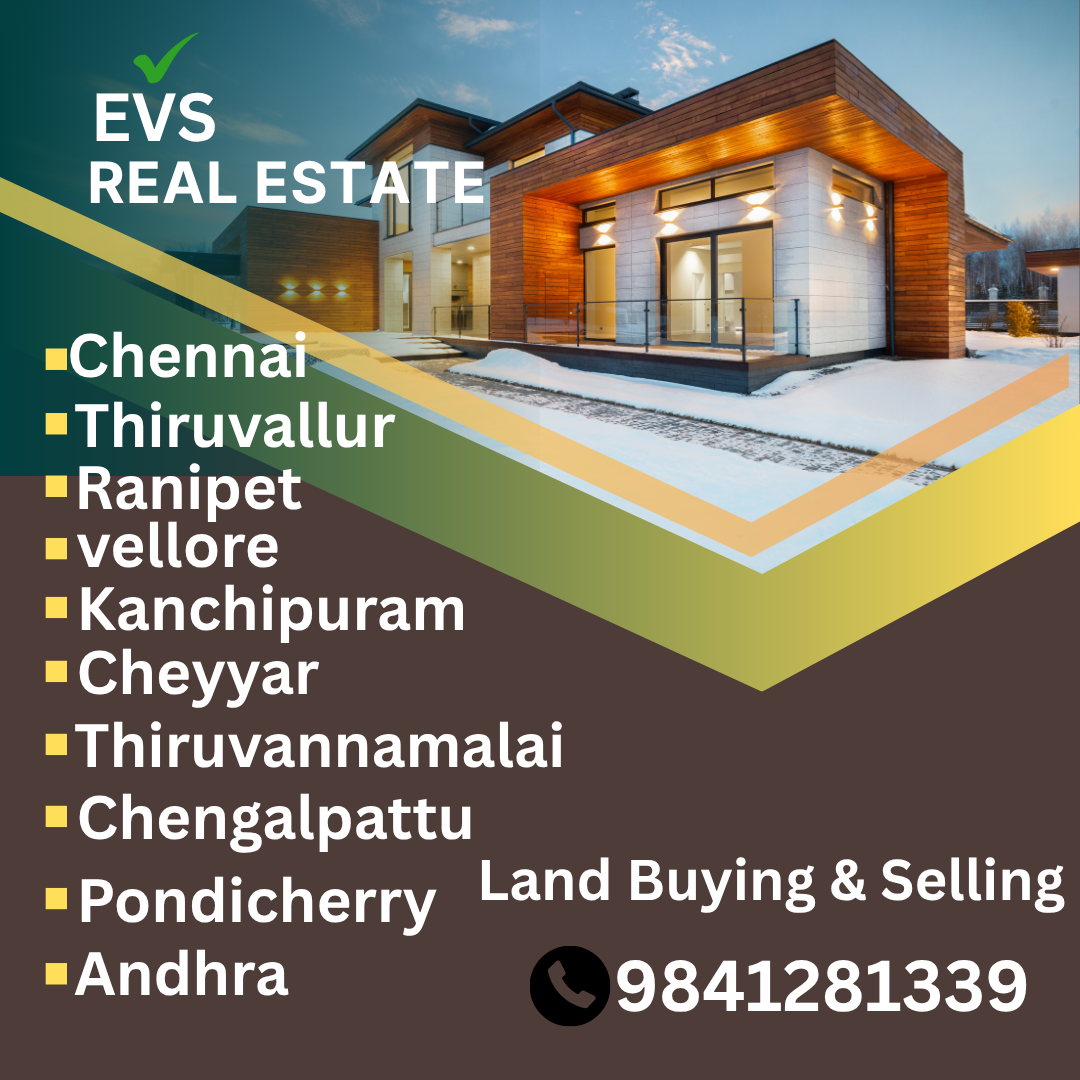 EVS
REAL ESTATE
Chennai
Thiruvallur
Ranipet
vellore
Kanchipuram
Cheyyar
Thiruvannamalai
Chengalpattu
Pondicherry
Andhra
Land Buying & Selling
9841281339